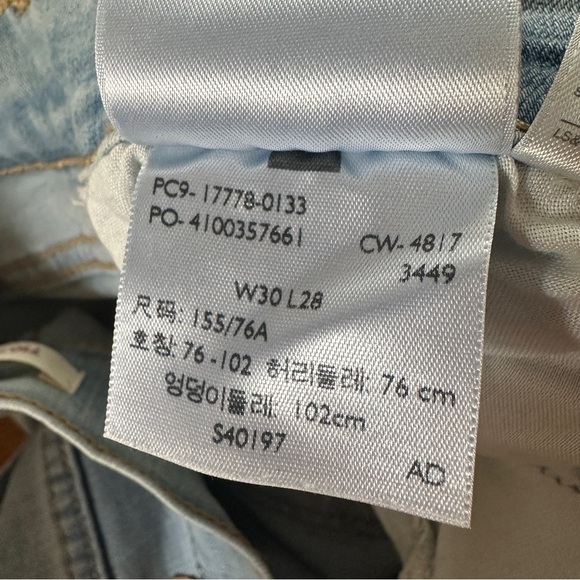 PC9-17778-0133
PO-4100357661
CW-4817
3449
W30 L28
尺码: 155/76A
호칭: 76-102 허리둘레: 76 cm
엉덩이둘레: 102cm
S40197
AD
LS&